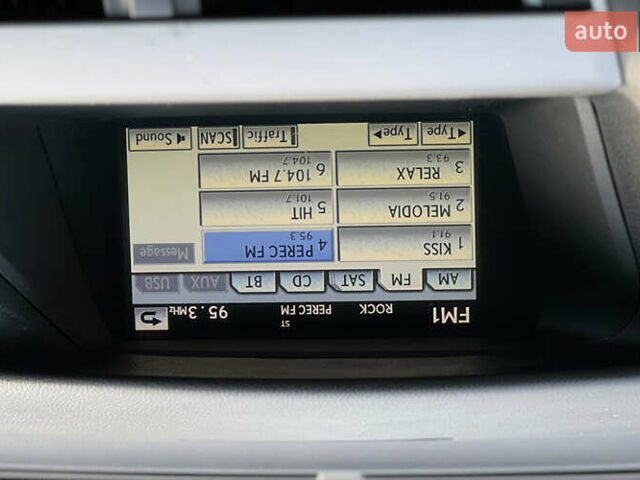 auto
FM1 ROCK PEREC FM ST 95.3MHz
AM FM SAT CD BT AUX USB
1 KISS 91.1 4 PEREC FM 95.3 Message
2 MELODIA 91.5 5 HIT 101.7
3 RELAX 93.3 6 104.7 FM 104.7
◀Type Type▶ Traffic SCAN Sound